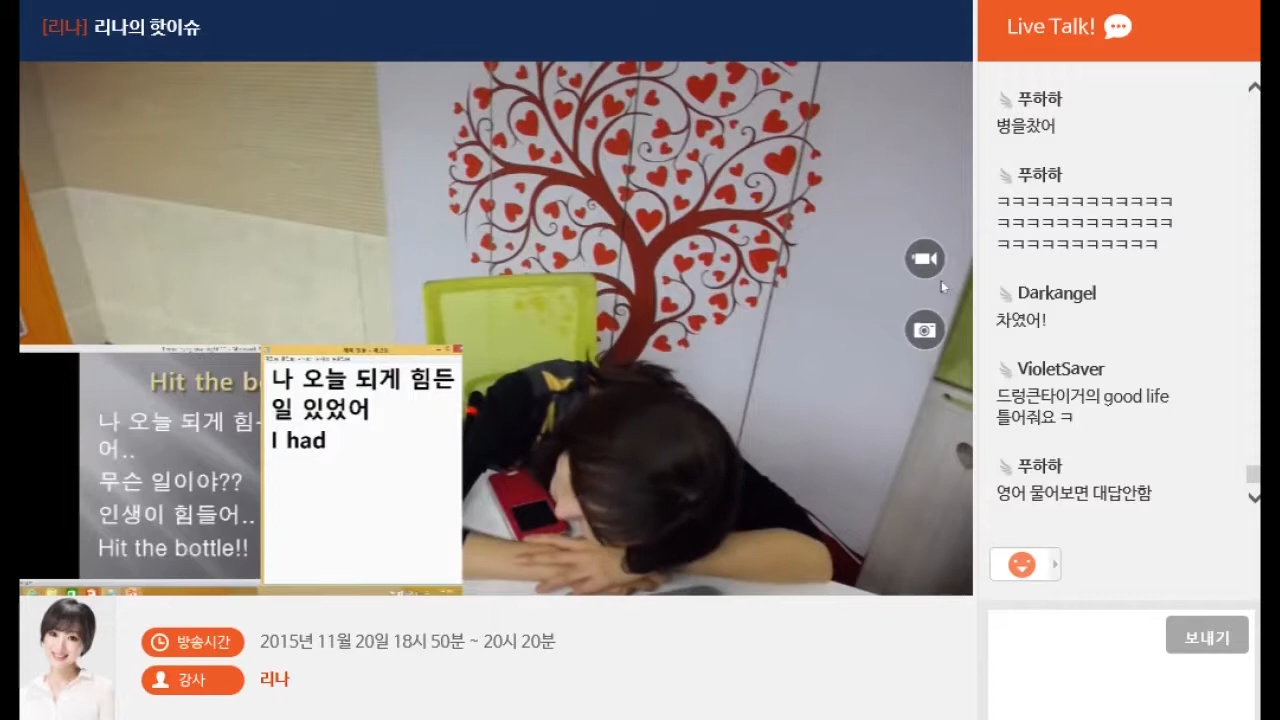 [리나] 리나의 핫이슈
Live Talk!
푸하하
병을찼어
푸하하
ㅋㅋㅋㅋㅋㅋㅋㅋㅋㅋㅋㅋ
ㅋㅋㅋㅋㅋㅋㅋㅋㅋㅋㅋㅋ
ㅋㅋㅋㅋㅋㅋㅋㅋㅋㅋㅋ
Darkangel
차였어!
VioletSaver
드렁큰타이거의 good life
틀어줘요 ㅋ
푸하하
영어 물어보면 대답안함
보내기
Hit the
나 오늘 되게 힘
어..
무슨 일이야??
인생이 힘들어..
Hit the bottle!!
나 오늘 되게 힘든
일 있었어
I had
방송시간 2015년 11월 20일 18시 50분 ~ 20시 20분
강사 리나